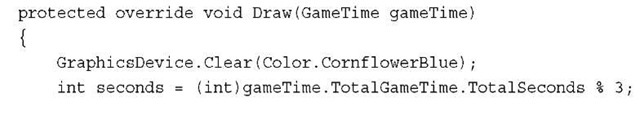 protected override void Draw(GameTime gameTime)
{
GraphicsDevice.Clear(Color.CornflowerBlue);
int seconds = (int)gameTime.TotalGameTime.TotalSeconds % 3;